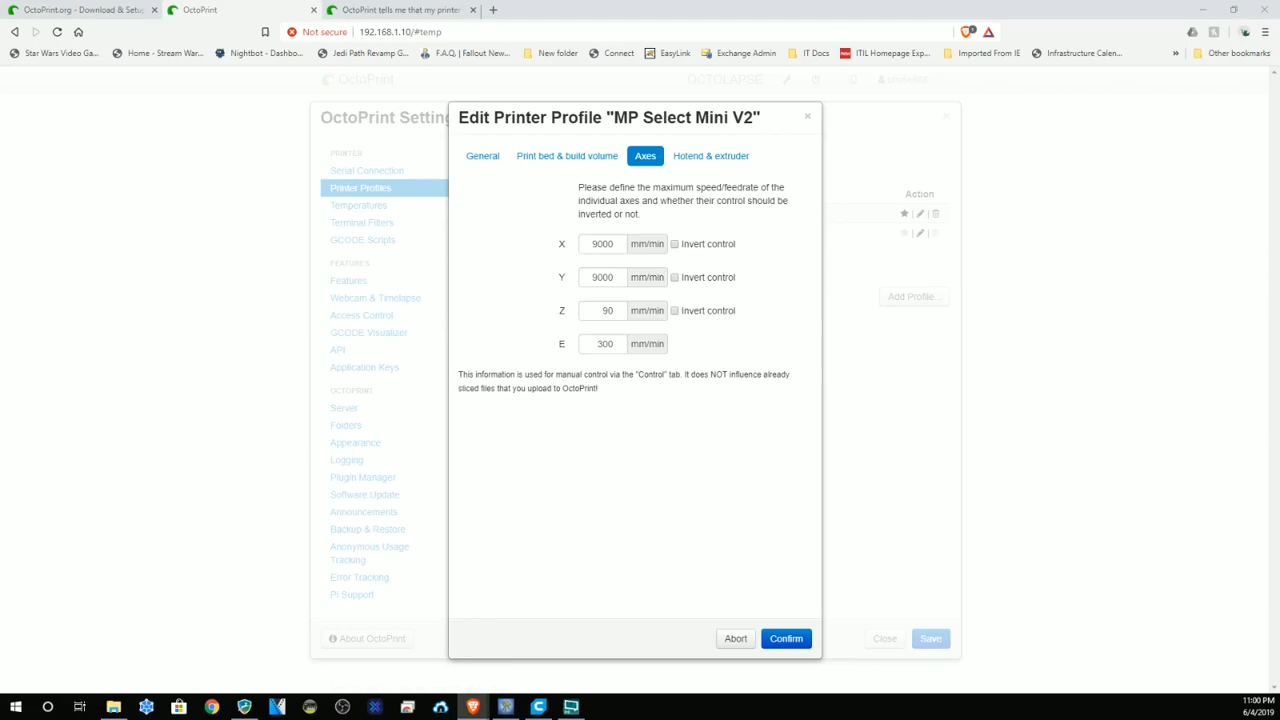 OctoPrint.org - Download & Setu
OctoPrint
OctoPrint tells me that my printer
Not secure
192.168.1.10/#temp
Star Wars Video Ga...
Home - Stream War...
Nightbot - Dashbo...
Jedi Path Revamp G...
F.A.Q. | Fallout New...
New folder
Connect
EasyLink
Exchange Admin
IT Docs
ITIL Homepage Exp...
Imported From IE
Infrastructure Calen...
»
Other bookmarks
OctoPrint
OCTOLAPSE
OctoPrint Setting
Edit Printer Profile "MP Select Mini V2"
×
General
Print bed & build volume
Axes
Hotend & extruder
Please define the maximum speed/feedrate of the
individual axes and whether their control should be
inverted or not.
X 9000 mm/min Invert control
Y 9000 mm/min Invert control
Z 90 mm/min Invert control
E 300 mm/min
This information is used for manual control via the "Control" tab. It does NOT influence already
sliced files that you upload to OctoPrint!
Abort
Confirm
PRINTER
Serial Connection
Printer Profiles
Temperatures
Terminal Filters
GCODE Scripts
FEATURES
Features
Webcam & Timelapse
Access Control
GCODE Visualizer
API
Application Keys
OCTOPRINT
Server
Folders
Appearance
Logging
Plugin Manager
Software Update
Announcements
Backup & Restore
Anonymous Usage
Tracking
Error Tracking
Pi Support
About OctoPrint
Action
Add Profile...
Close
Save
11:00 PM
6/4/2019